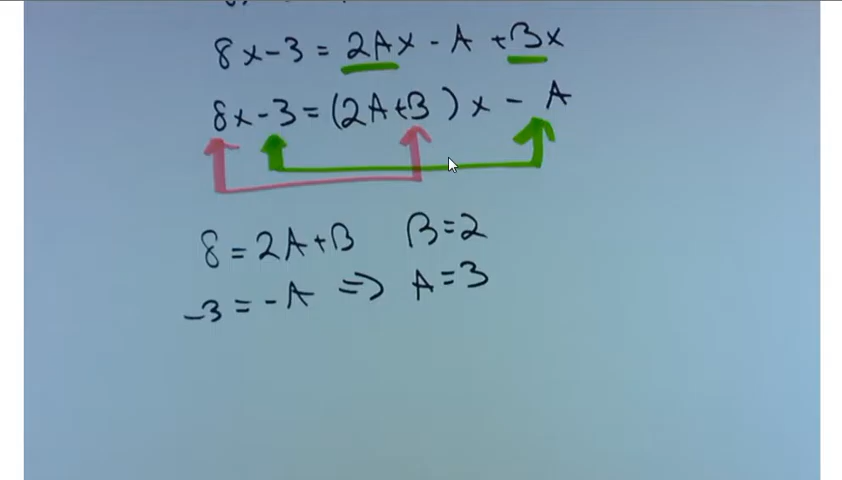 8x-3 = 2Ax - A + Bx
8x-3 = (2A+B)x - A
8 = 2A+B B=2
-3 = -A => A=3